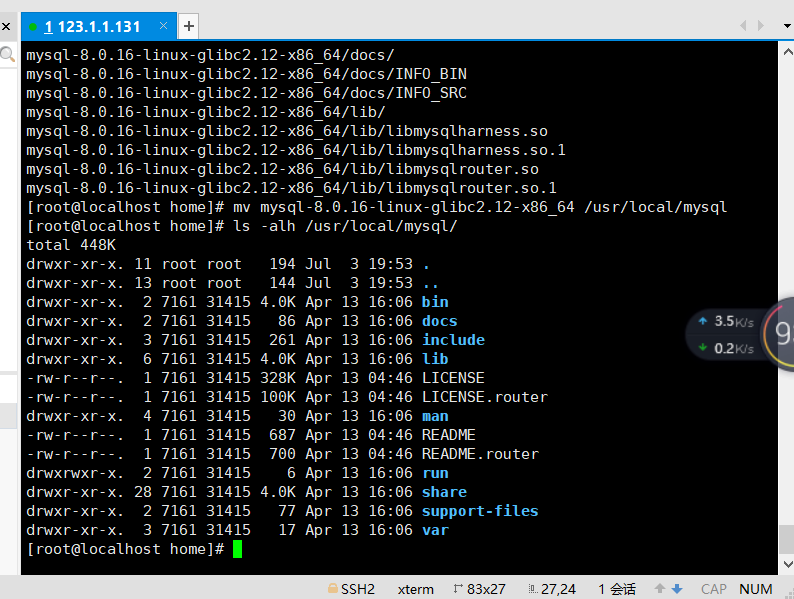 1 123.1.1.131
mysql-8.0.16-linux-glibc2.12-x86_64/docs/
mysql-8.0.16-linux-glibc2.12-x86_64/docs/INFO_BIN
mysql-8.0.16-linux-glibc2.12-x86_64/docs/INFO_SRC
mysql-8.0.16-linux-glibc2.12-x86_64/lib/
mysql-8.0.16-linux-glibc2.12-x86_64/lib/libmysqlharness.so
mysql-8.0.16-linux-glibc2.12-x86_64/lib/libmysqlharness.so.1
mysql-8.0.16-linux-glibc2.12-x86_64/lib/libmysqlrouter.so
mysql-8.0.16-linux-glibc2.12-x86_64/lib/libmysqlrouter.so.1
[root@localhost home]# mv mysql-8.0.16-linux-glibc2.12-x86_64 /usr/local/mysql
[root@localhost home]# ls -alh /usr/local/mysql/
total 448K
drwxr-xr-x. 11 root root   194 Jul  3 19:53 .
drwxr-xr-x. 13 root root   144 Jul  3 19:53 ..
drwxr-xr-x.  2 7161 31415 4.0K Apr 13 16:06 bin
drwxr-xr-x.  2 7161 31415   86 Apr 13 16:06 docs
drwxr-xr-x.  3 7161 31415  261 Apr 13 16:06 include
drwxr-xr-x.  6 7161 31415 4.0K Apr 13 16:06 lib
-rw-r--r--.  1 7161 31415 328K Apr 13 04:46 LICENSE
-rw-r--r--.  1 7161 31415 100K Apr 13 04:46 LICENSE.router
drwxr-xr-x.  4 7161 31415   30 Apr 13 16:06 man
-rw-r--r--.  1 7161 31415  687 Apr 13 04:46 README
-rw-r--r--.  1 7161 31415  700 Apr 13 04:46 README.router
drwxrwxr-x.  2 7161 31415    6 Apr 13 16:06 run
drwxr-xr-x. 28 7161 31415 4.0K Apr 13 16:06 share
drwxr-xr-x.  2 7161 31415   77 Apr 13 16:06 support-files
drwxr-xr-x.  3 7161 31415   17 Apr 13 16:06 var
[root@localhost home]#
3.5K/s
0.2K/s
SSH2 xterm 83x27 27,24 1 会话 CAP NUM